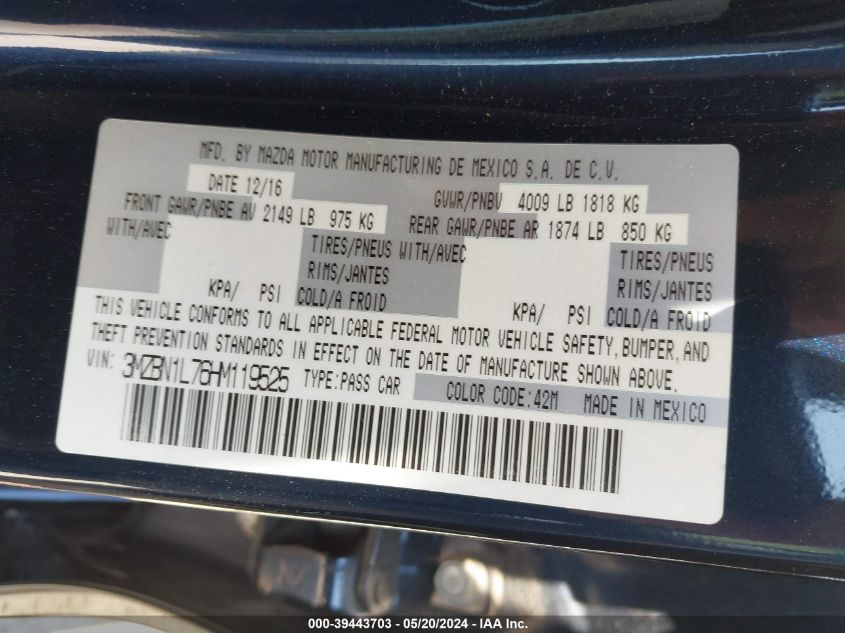 MFD. BY MAZDA MOTOR MANUFACTURING DE MEXICO S.A. DE C.V.
DATE 12/16 GVWR/PNBV 4009 LB 1818 KG
FRONT GAWR/PNBE AV 2149 LB 975 KG REAR GAWR/PNBE AR 1874 LB 850 KG
WITH/AVEC TIRES/PNEUS WITH/AVEC TIRES/PNEUS
RIMS/JANTES RIMS/JANTES
KPA/ PSI COLD/A FROID KPA/ PSI COLD/A FROID
THIS VEHICLE CONFORMS TO ALL APPLICABLE FEDERAL MOTOR VEHICLE SAFETY, BUMPER, AND
THEFT PREVENTION STANDARDS IN EFFECT ON THE DATE OF MANUFACTURE SHOWN ABOVE.
VIN: 3MZBN1L76HM119525 TYPE:PASS CAR COLOR CODE:42M MADE IN MEXICO
000-39443703 - 05/20/2024 - IAA Inc.